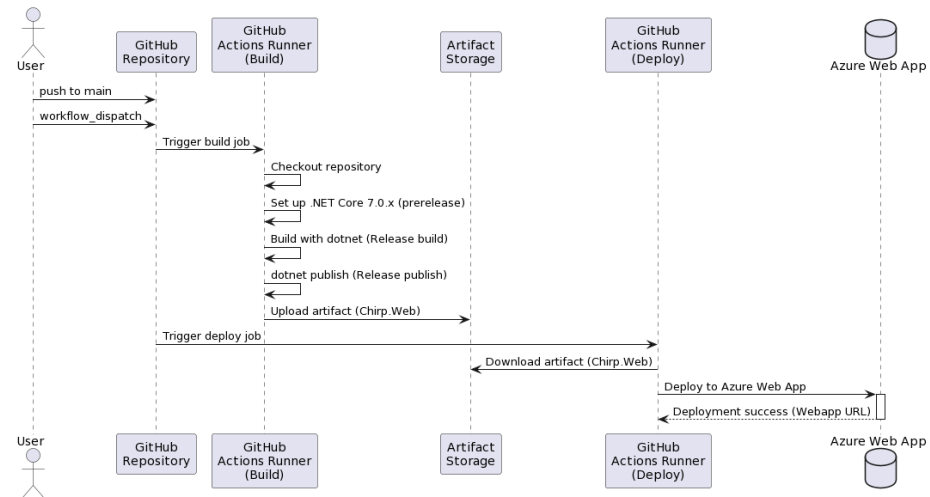 User
GitHub
Repository
GitHub
Actions Runner
(Build)
Artifact
Storage
GitHub
Actions Runner
(Deploy)
Azure Web App
push to main
workflow_dispatch
Trigger build job
Checkout repository
Set up .NET Core 7.0.x (prerelease)
Build with dotnet (Release build)
dotnet publish (Release publish)
Upload artifact (Chirp.Web)
Trigger deploy job
Download artifact (Chirp.Web)
Deploy to Azure Web App
Deployment success (Webapp URL)
User
GitHub
Repository
GitHub
Actions Runner
(Build)
Artifact
Storage
GitHub
Actions Runner
(Deploy)
Azure Web App